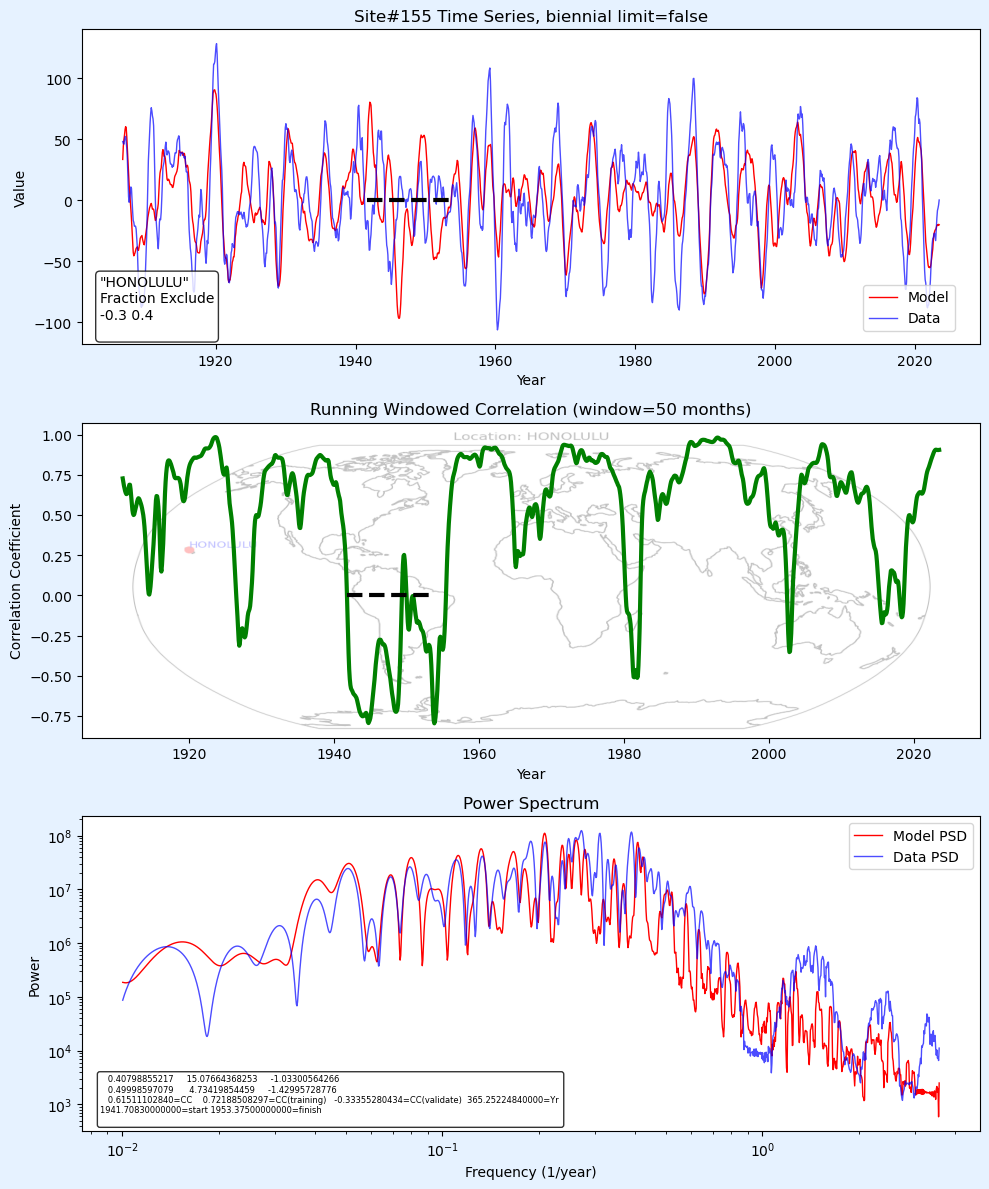 Site#155 Time Series, biennial limit=false
100
50
0
−50
−100
Value
"HONOLULU"
Fraction Exclude
-0.3 0.4
Model
Data
1920 1940 1960 1980 2000 2020
Year
Running Windowed Correlation (window=50 months)
Location: HONOLULU
HONOLULU
1.00
0.75
0.50
0.25
0.00
−0.25
−0.50
−0.75
Correlation Coefficient
1920 1940 1960 1980 2000 2020
Year
Power Spectrum
Model PSD
Data PSD
10⁸
10⁷
10⁶
10⁵
10⁴
10³
Power
0.40798855217 15.07664368253 -1.03300564266
0.49998597079 4.73419854459 -1.42995728776
0.61511102840=CC 0.72188508297=CC(training) -0.33355280434=CC(validate) 365.25224840000=Yr
1941.70830000000=start 1953.37500000000=finish
10⁻² 10⁻¹ 10⁰
Frequency (1/year)